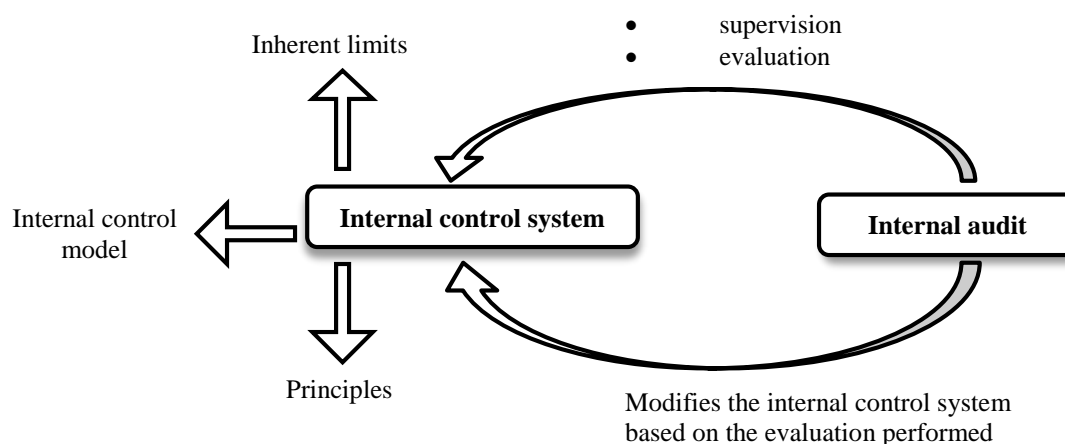 • supervision
• evaluation
Inherent limits
Internal control system
Internal audit
Internal control
model
Principles
Modifies the internal control system
based on the evaluation performed